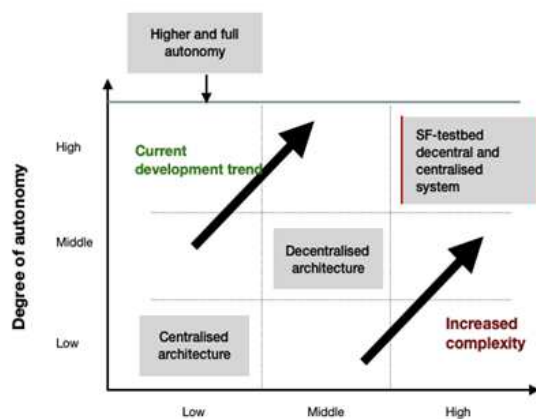 Higher and full
autonomy
Degree of autonomy
High
Middle
Low
Current
development trend
SF-testbed
decentral and
centralised
system
Decentralised
architecture
Centralised
architecture
Increased
complexity
Low
Middle
High